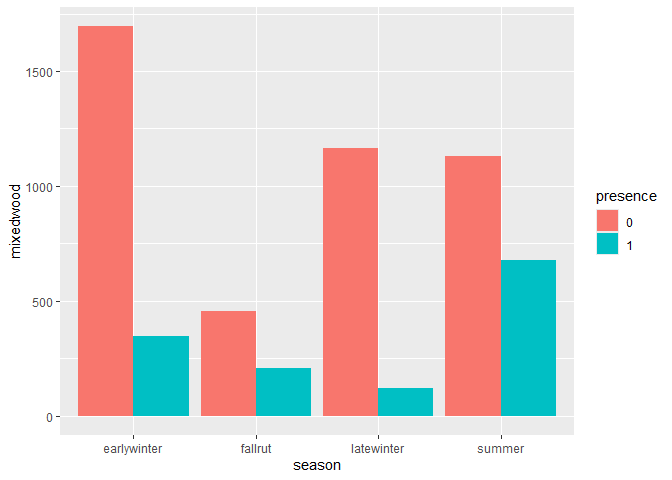 1500
1000
500
0
mixedwood
earlywinter
fallrut
latewinter
summer
season
presence
0
1